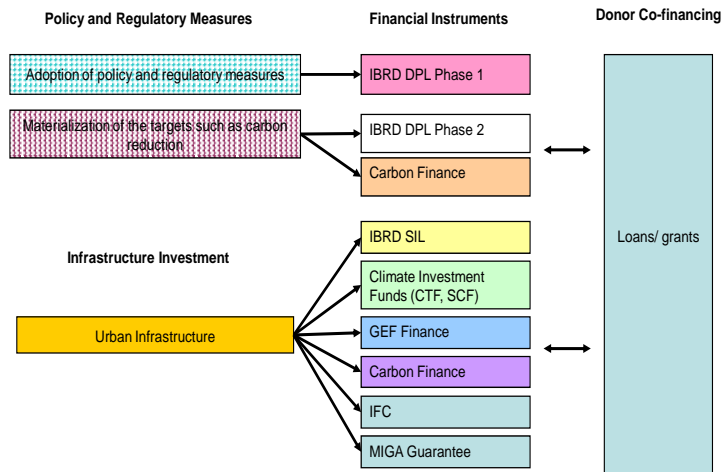 Policy and Regulatory Measures
Financial Instruments
Donor Co-financing
Adoption of policy and regulatory measures
IBRD DPL Phase 1
Materialization of the targets such as carbon
reduction
IBRD DPL Phase 2
Carbon Finance
Loans/ grants
Infrastructure Investment
IBRD SIL
Climate Investment
Funds (CTF, SCF)
Urban Infrastructure
GEF Finance
Carbon Finance
IFC
MIGA Guarantee